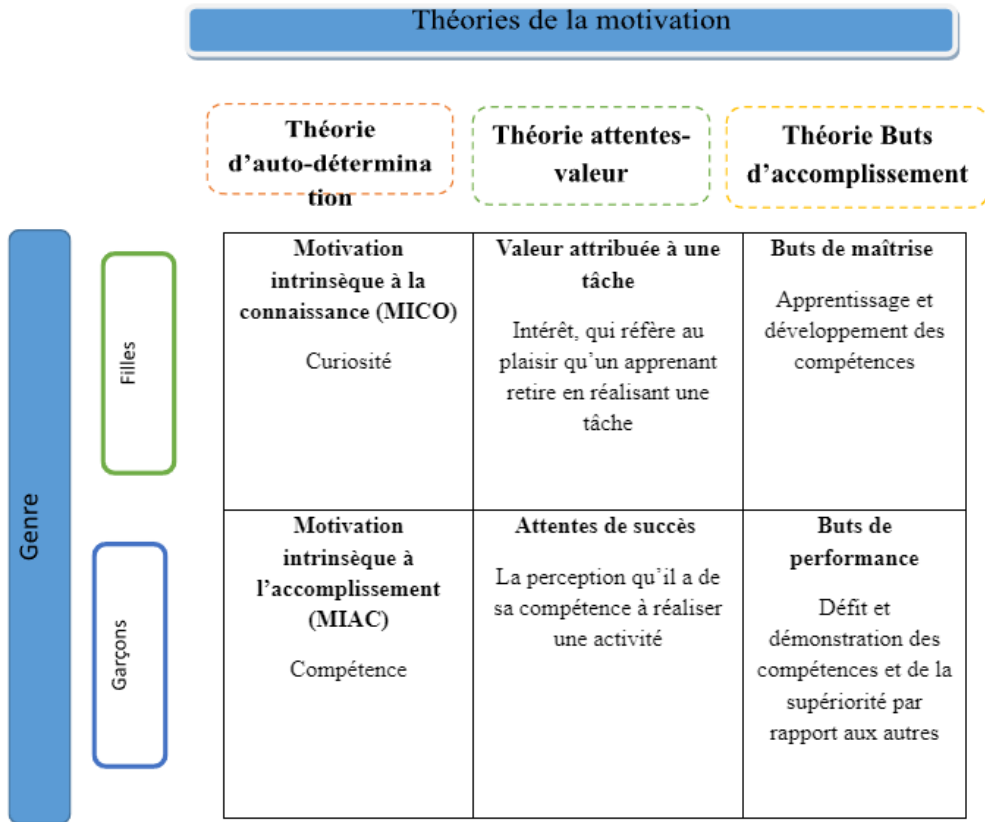 Théories de la motivation
Théorie
d’auto-détermina
tion
Théorie attentes-
valeur
Théorie Buts
d’accomplissement
Genre
Filles
Motivation
intrinsèque à la
connaissance (MICO)
Curiosité
Valeur attribuée à une
tâche
Intérêt, qui réfère au
plaisir qu’un apprenant
retire en réalisant une
tâche
Buts de maîtrise
Apprentissage et
développement des
compétences
Garçons
Motivation
intrinsèque à
l’accomplissement
(MIAC)
Compétence
Attentes de succès
La perception qu’il a de
sa compétence à réaliser
une activité
Buts de
performance
Défit et
démonstration des
compétences et de la
supériorité par
rapport aux autres